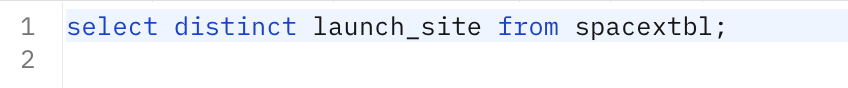 1 select distinct launch_site from spacextbl;
2